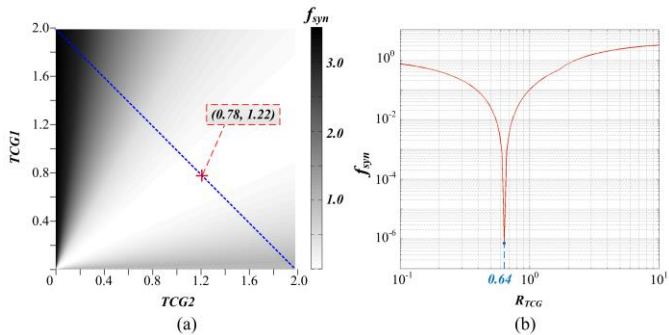 f_syn
2.0
1.6
1.2
0.8
0.4
TCG1
(0.78, 1.22)
3.0
2.0
1.0
0 0.4 0.8 1.2 1.6 2.0
TCG2
(a)
10^0
10^-2
10^-4
10^-6
f_syn
10^-1 0.64 10^0 10^1
R_TCG
(b)